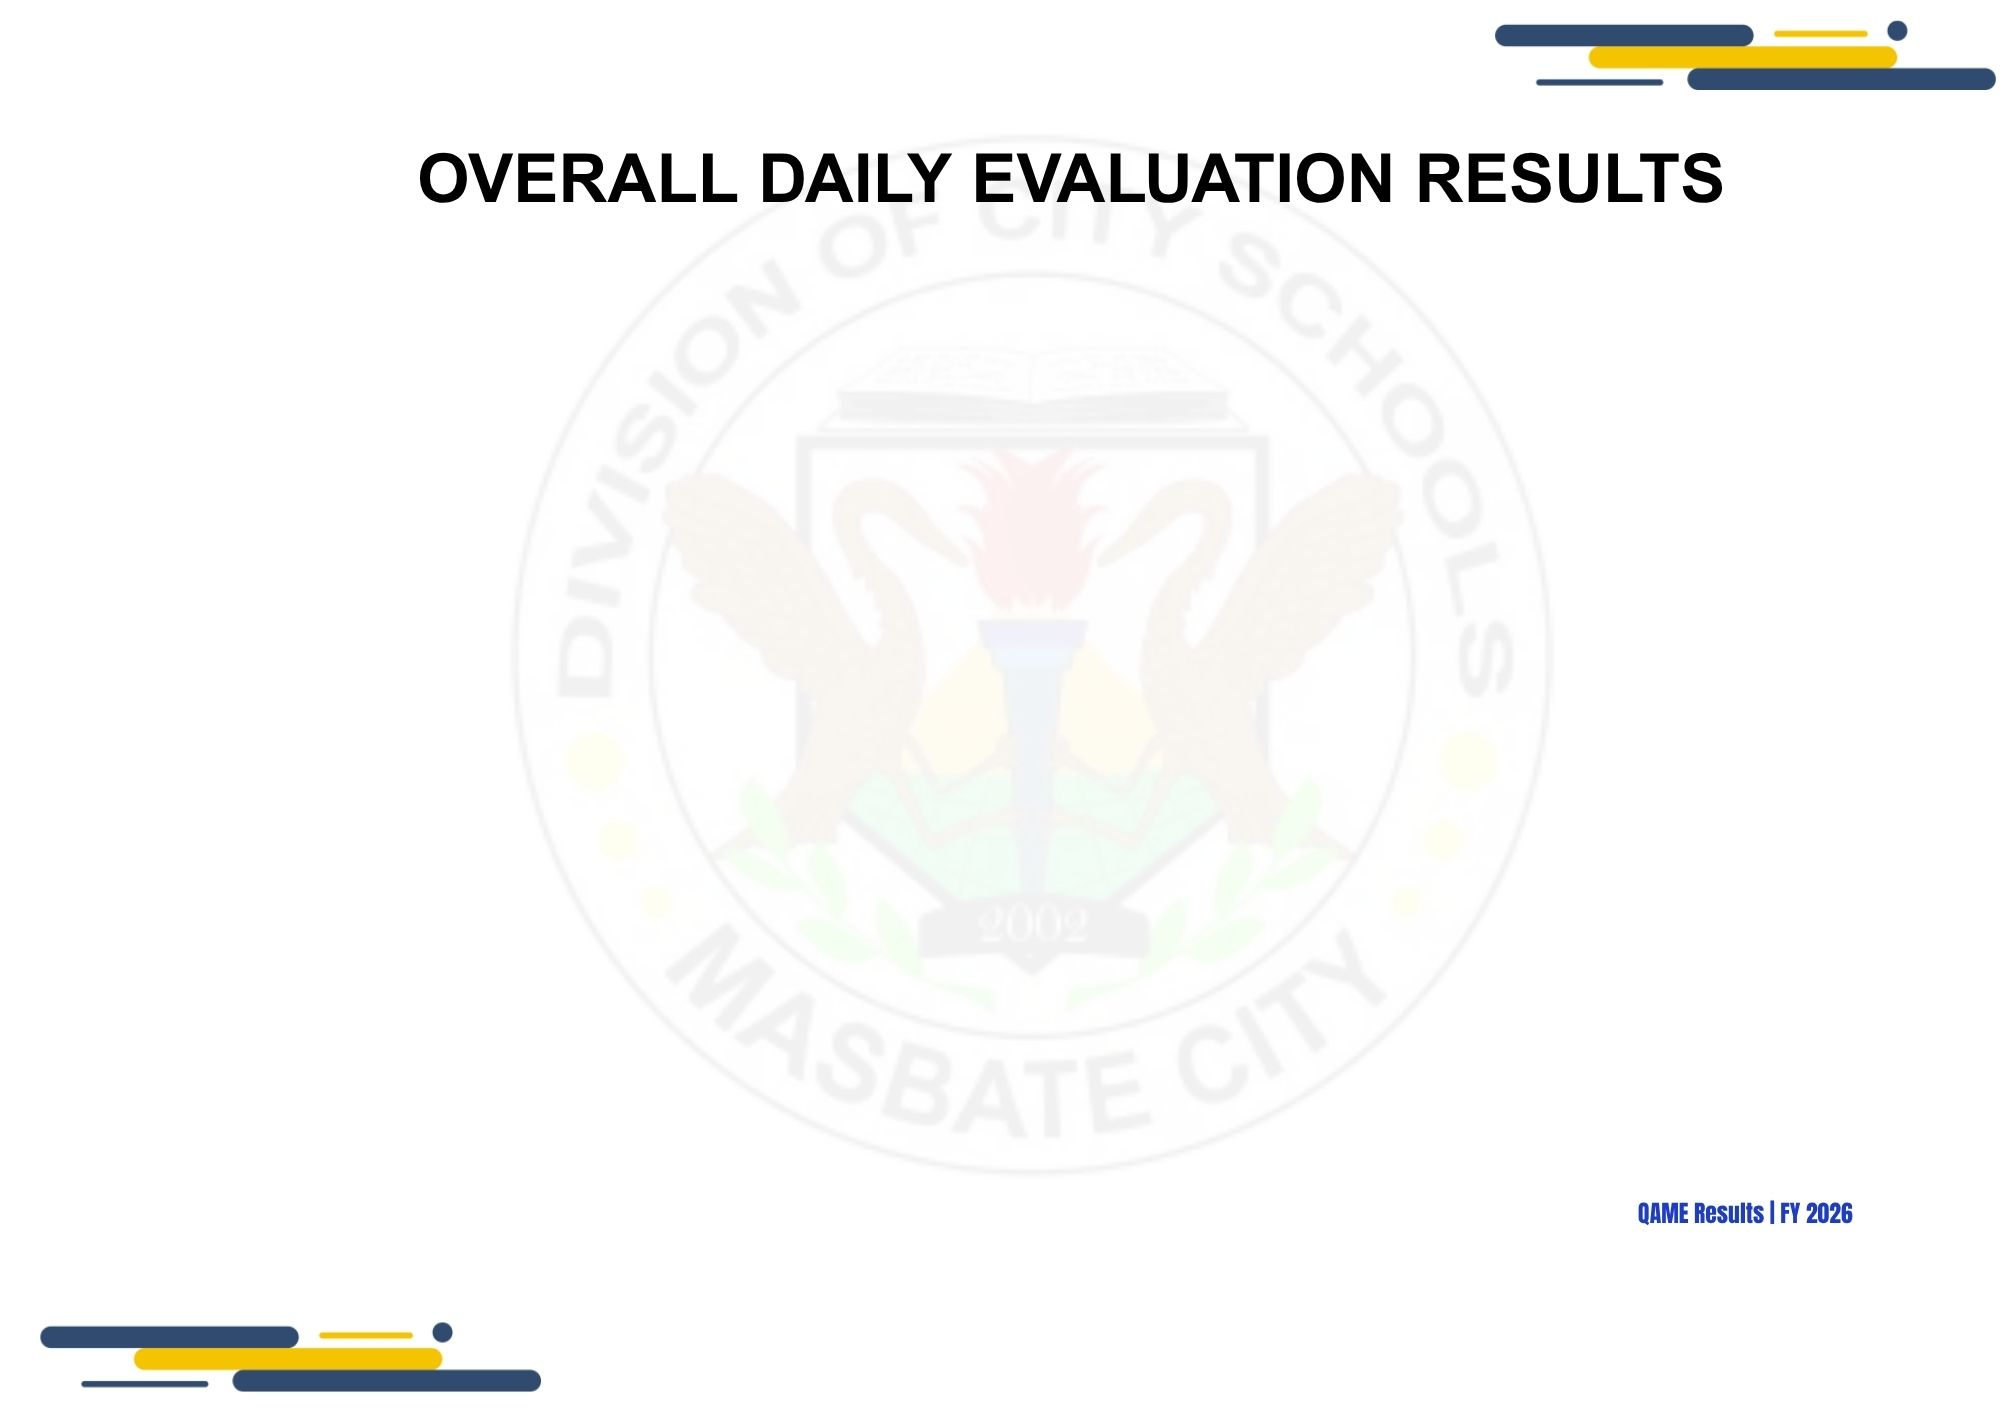 OVERALL DAILY EVALUATION RESULTS
DIVISION OF CITY SCHOOLS
2002
MASBATE CITY
QAME Results | FY 2026